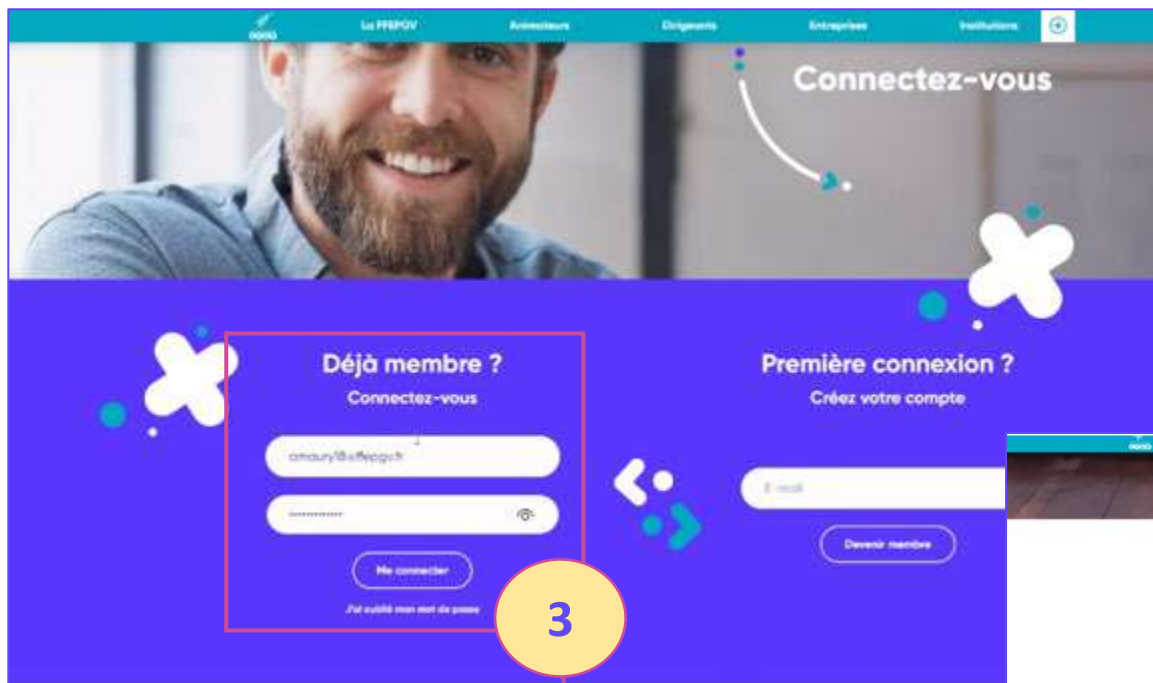 La FFEPGV Animateurs Dirigeants Entreprises Institutions
Connectez-vous
Déjà membre ?
Connectez-vous
Me connecter
J'ai oublié mon mot de passe
Première connexion ?
Créez votre compte
E-mail
Devenir membre
3